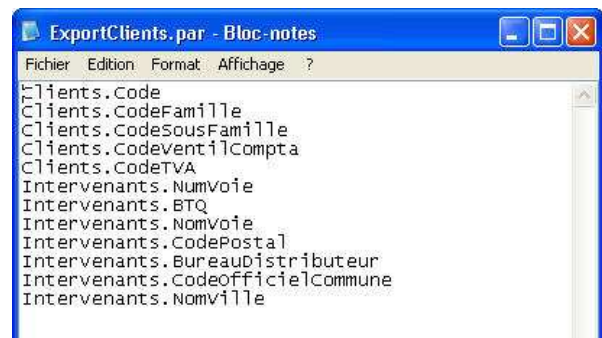 ExportClients.par - Bloc-notes
Fichier Edition Format Affichage ?
Clients.Code
Clients.CodeFamille
Clients.CodeSousFamille
Clients.CodeVentilCompta
Clients.CodeTVA
Intervenants.NumVoie
Intervenants.BTQ
Intervenants.NomVoie
Intervenants.CodePostal
Intervenants.BureauDistributeur
Intervenants.CodeOfficielCommune
Intervenants.NomVille